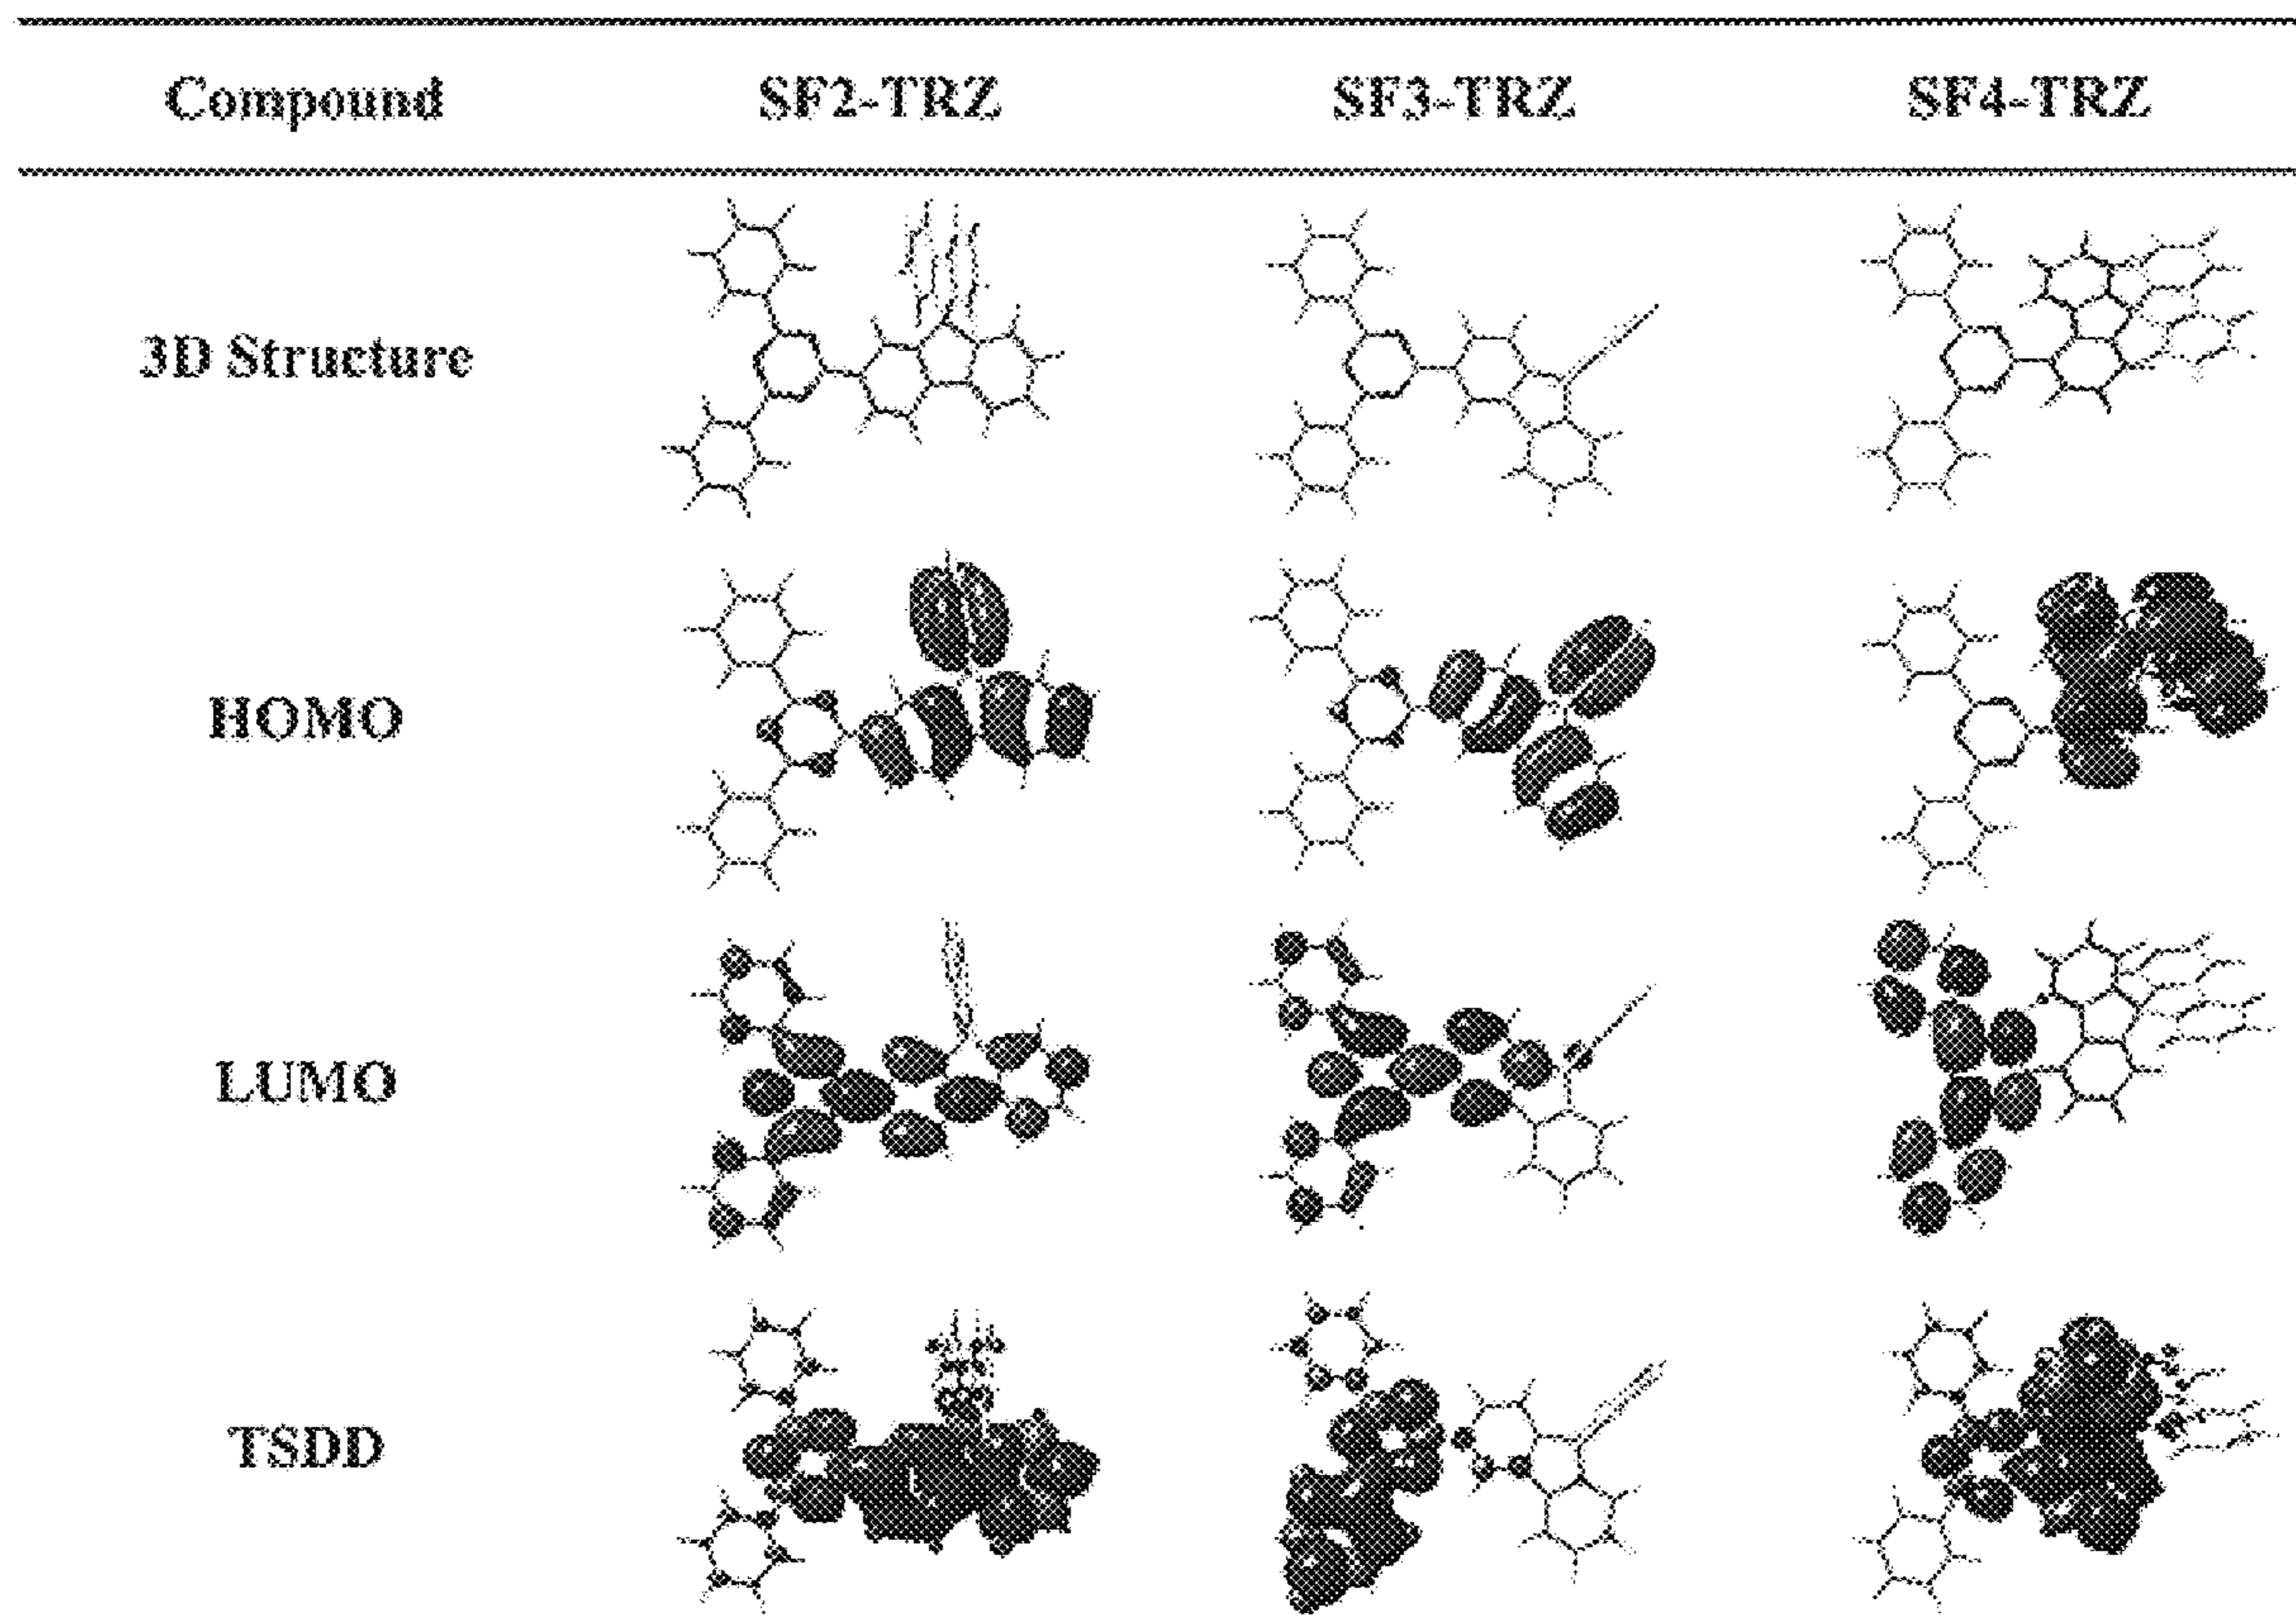 Compound SF2-TRZ SF3-TRZ SF4-TRZ
3D Structure
HOMO
LUMO
TSDD